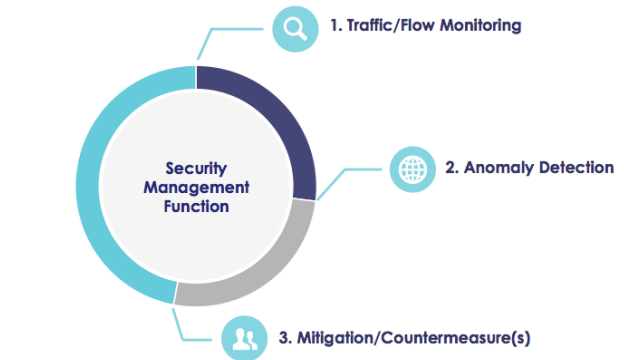 1. Traffic/Flow Monitoring
Security
Management
Function
2. Anomaly Detection
3. Mitigation/Countermeasure(s)